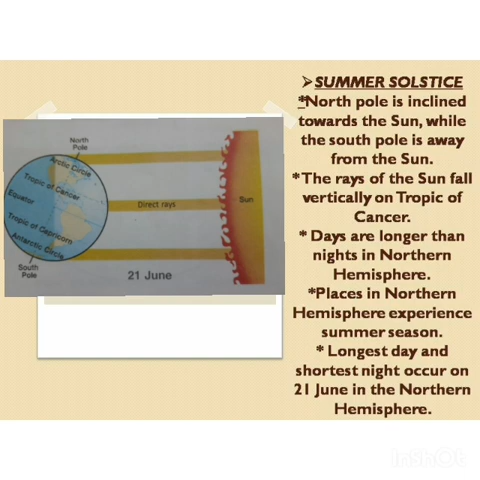 North
Pole
Arctic Circle
Tropic of Cancer
Equator
Tropic of Capricorn
Antarctic Circle
South
Pole
Direct rays
Sun
21 June
➢SUMMER SOLSTICE
*North pole is inclined
towards the Sun, while
the south pole is away
from the Sun.
*The rays of the Sun fall
vertically on Tropic of
Cancer.
* Days are longer than
nights in Northern
Hemisphere.
*Places in Northern
Hemisphere experience
summer season.
* Longest day and
shortest night occur on
21 June in the Northern
Hemisphere.
InShOt